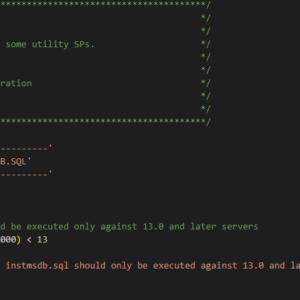 **************************************/
*/
*/
some utility SPs. */
*/
*/
ration */
*/
*/
**************************************/
---------'
B.SQL'
---------'
d be executed only against 13.0 and later servers
000) < 13
instmsdb.sql should only be executed against 13.0 and la